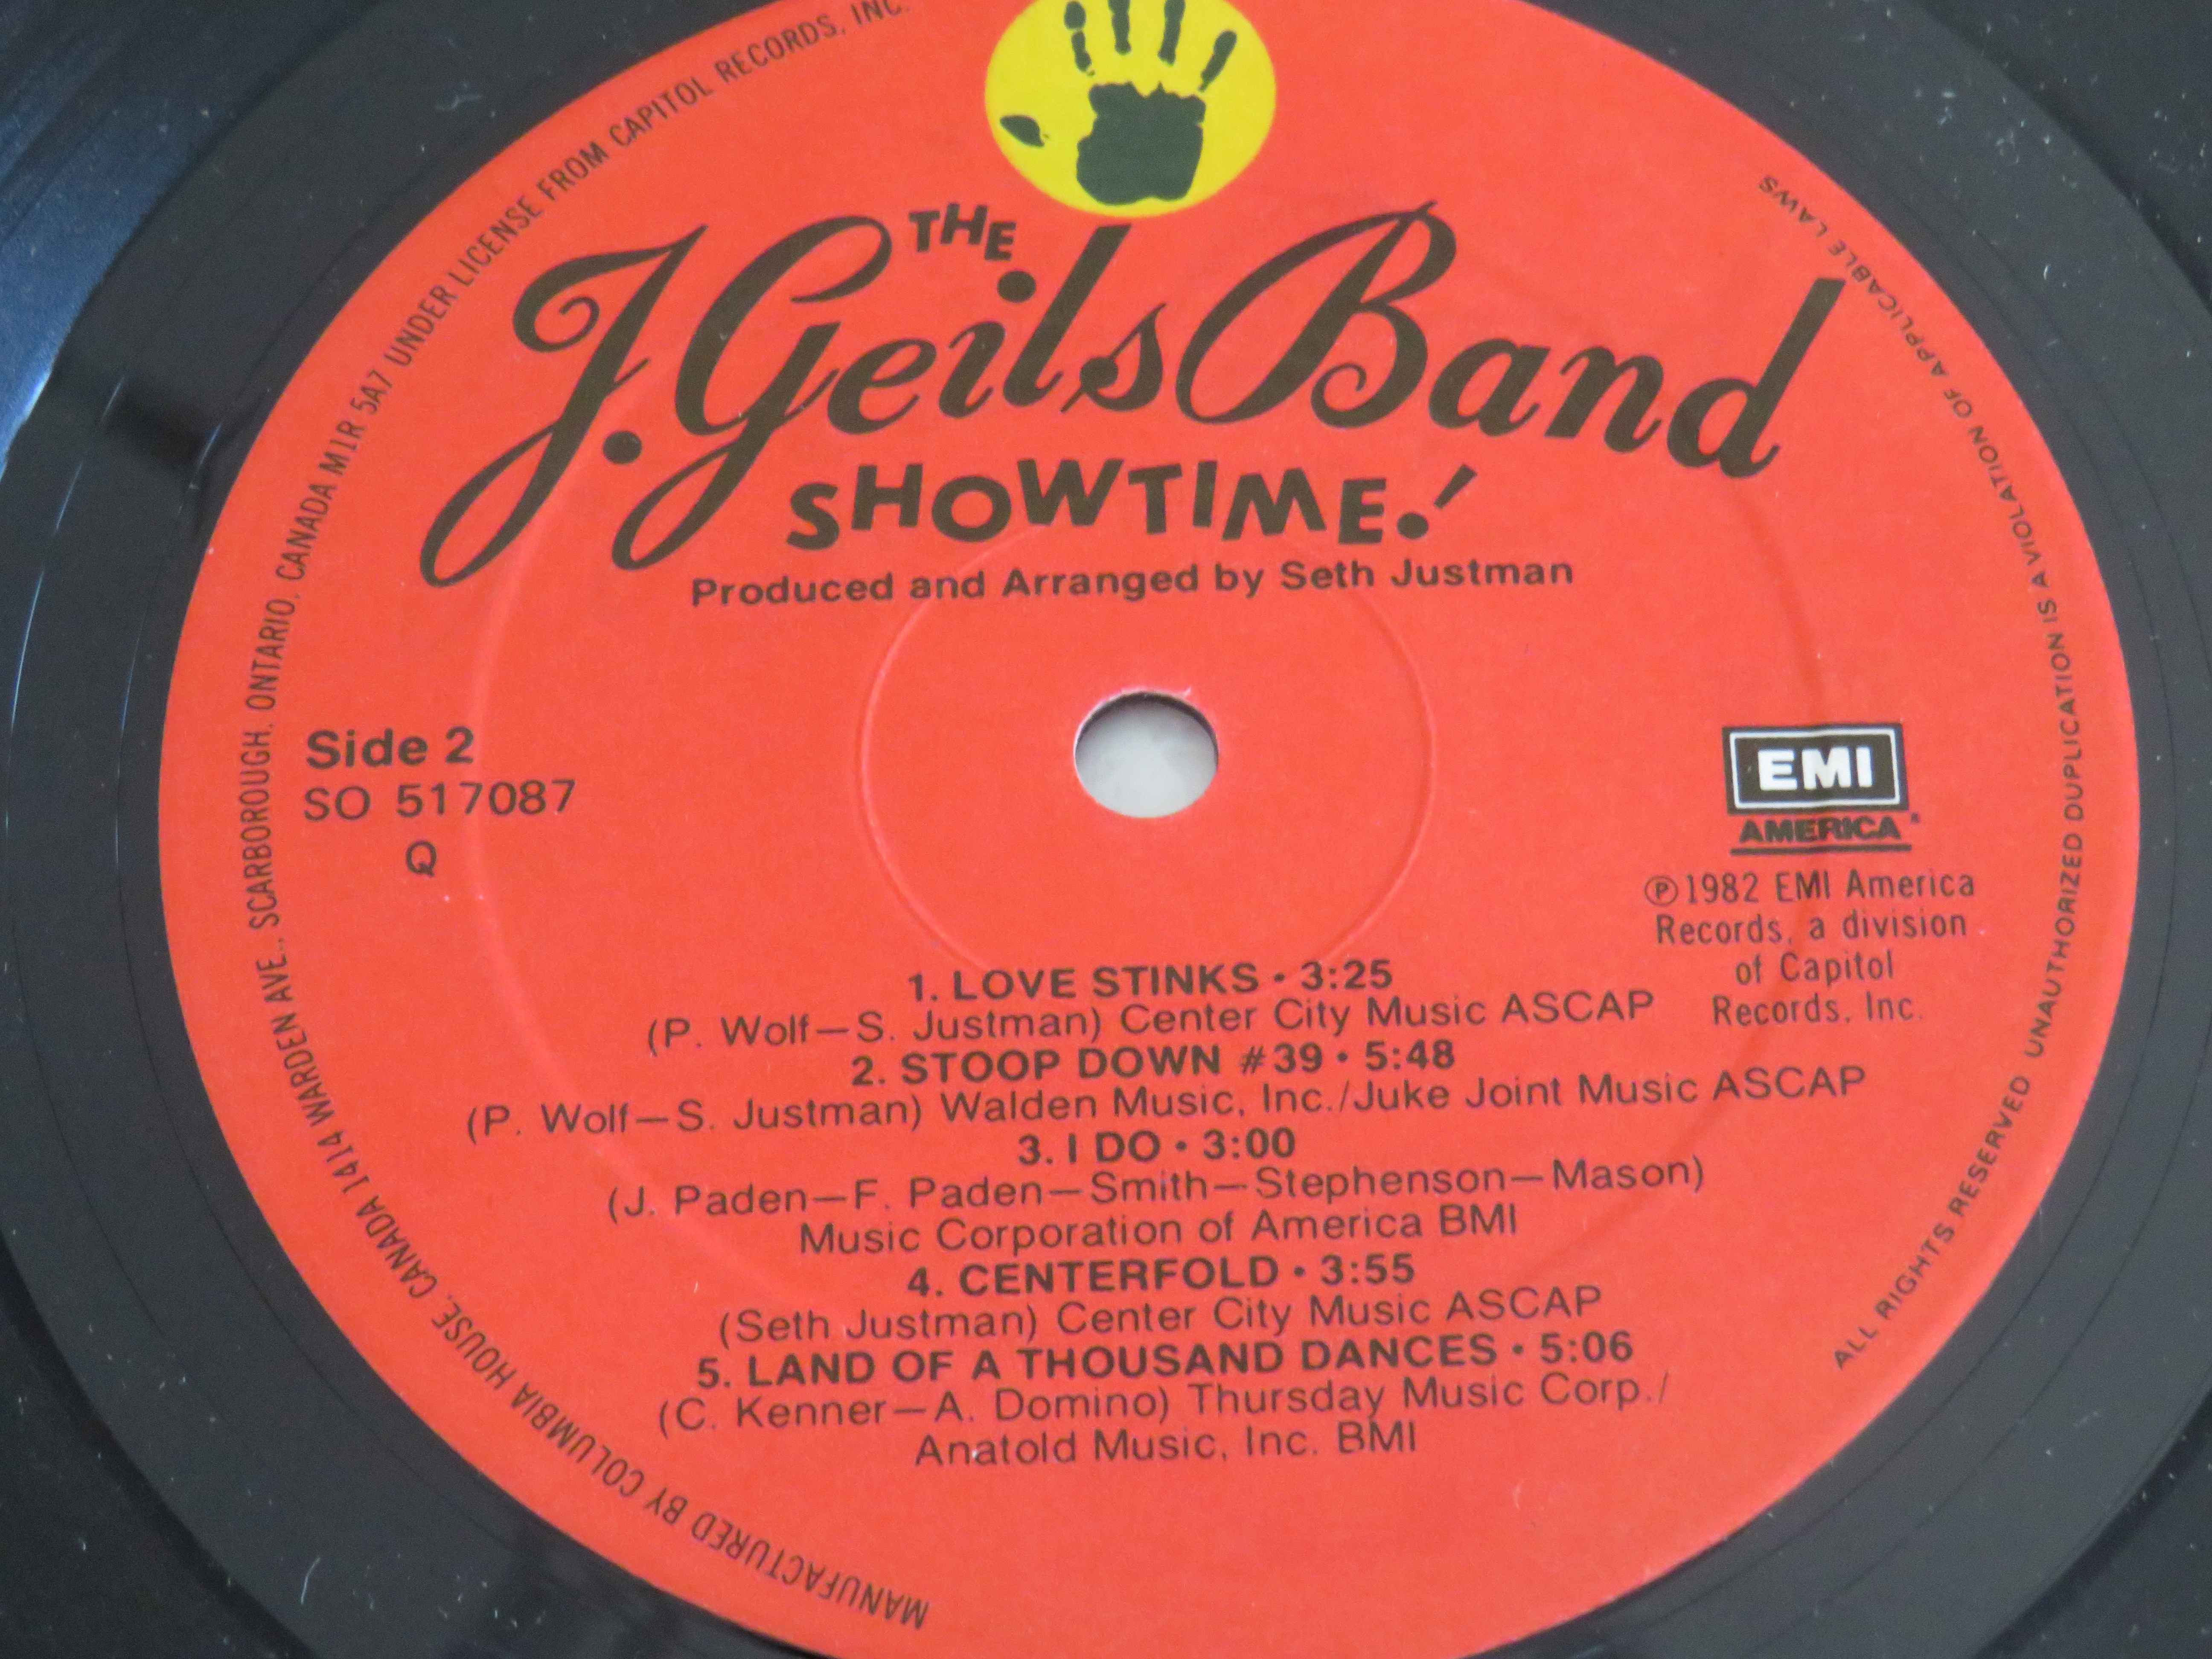 THE
J. Geils Band
SHOWTIME!
Produced and Arranged by Seth Justman
Side 2
SO 517087
Q
EMI
AMERICA
℗1982 EMI America
Records, a division
of Capitol
Records, Inc.
1. LOVE STINKS • 3:25
(P. Wolf—S. Justman) Center City Music ASCAP
2. STOOP DOWN #39 • 5:48
(P. Wolf—S. Justman) Walden Music, Inc./Juke Joint Music ASCAP
3. I DO • 3:00
(J. Paden—F. Paden—Smith—Stephenson—Mason)
Music Corporation of America BMI
4. CENTERFOLD • 3:55
(Seth Justman) Center City Music ASCAP
5. LAND OF A THOUSAND DANCES • 5:06
(C. Kenner—A. Domino) Thursday Music Corp./
Anatold Music, Inc. BMI
MANUFACTURED BY COLUMBIA HOUSE, CANADA 1414 WARDEN AVE., SCARBOROUGH, ONTARIO, CANADA M1R 5A7 UNDER LICENSE FROM CAPITOL RECORDS, INC.
ALL RIGHTS RESERVED UNAUTHORIZED DUPLICATION IS A VIOLATION OF APPLICABLE LAWS